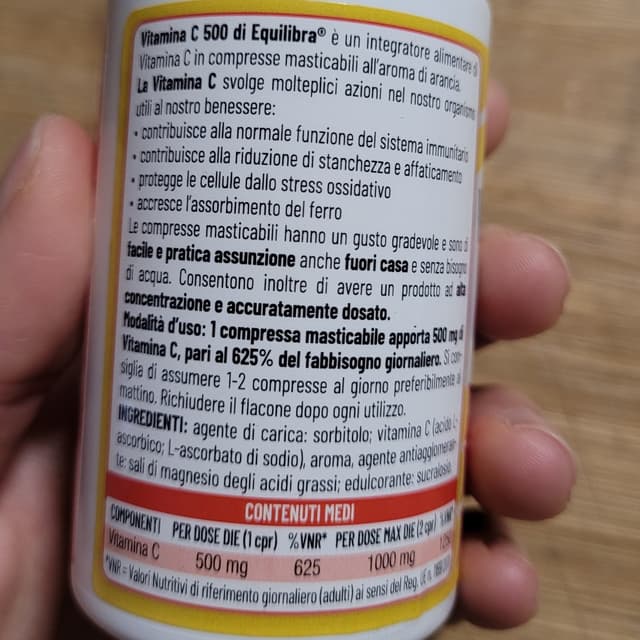 Vitamina C 500 di Equilibra® è un integratore alimentare di
Vitamina C in compresse masticabili all'aroma di arancia.
La Vitamina C svolge molteplici azioni nel nostro organismo
utili al nostro benessere:
• contribuisce alla normale funzione del sistema immunitario
• contribuisce alla riduzione di stanchezza e affaticamento
• protegge le cellule dallo stress ossidativo
• accresce l'assorbimento del ferro
Le compresse masticabili hanno un gusto gradevole e sono di
facile e pratica assunzione anche fuori casa e senza bisogno
di acqua. Consentono inoltre di avere un prodotto ad alta
concentrazione e accuratamente dosato.
Modalità d'uso: 1 compressa masticabile apporta 500 mg di
Vitamina C, pari al 625% del fabbisogno giornaliero. Si con-
siglia di assumere 1-2 compresse al giorno preferibilmente al
mattino. Richiudere il flacone dopo ogni utilizzo.
INGREDIENTI: agente di carica: sorbitolo; vitamina C (acido L-
ascorbico; L-ascorbato di sodio), aroma, agente antiagglomeran-
te: sali di magnesio degli acidi grassi; edulcorante: sucralosio.
CONTENUTI MEDI
COMPONENTI PER DOSE DIE (1 cpr) %VNR* PER DOSE MAX DIE (2 cpr) %VNR*
Vitamina C 500 mg 625 1000 mg
*VNR = Valori Nutritivi di riferimento giornaliero (adulti) ai sensi del Reg. UE n.